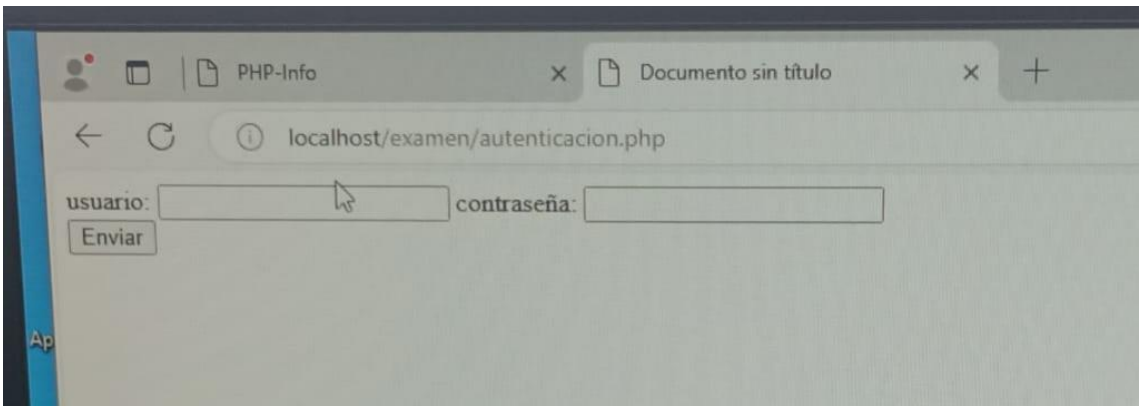 PHP-Info Documento sin título
localhost/examen/autenticacion.php
usuario: contraseña:
Enviar
Ap